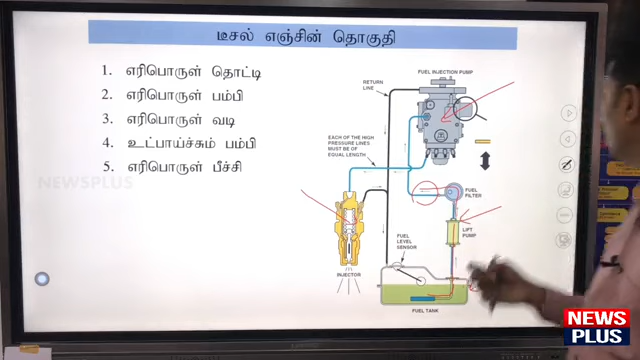 டீசல் எஞ்சின் தொகுதி
1. எரிபொருள் தொட்டி
2. எரிபொருள் பம்பி
3. எரிபொருள் வடி
4. உட்பாய்ச்சும் பம்பி
5. எரிபொருள் பீச்சி
NEWSPLUS
FUEL INJECTION PUMP
RETURN
LINE
EACH OF THE HIGH
PRESSURE LINES
MUST BE OF
EQUAL LENGTH
FUEL
FILTER
LIFT
PUMP
FUEL
LEVEL
SENSOR
INJECTOR
FUEL TANK
NEWS
PLUS